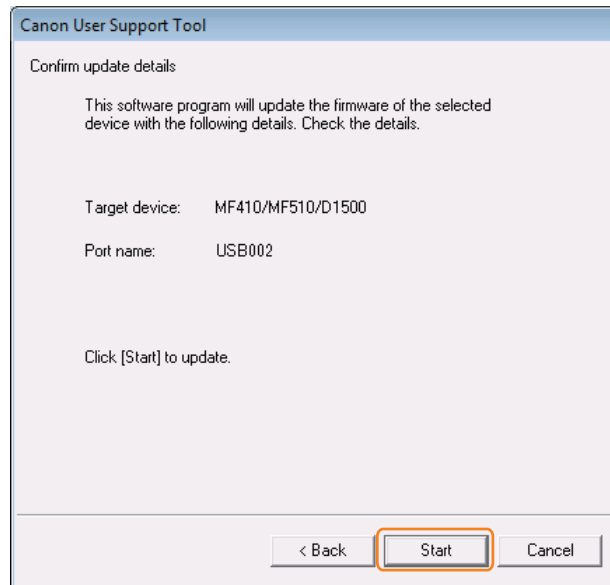 Canon User Support Tool
Confirm update details
This software program will update the firmware of the selected
device with the following details. Check the details.
Target device: MF410/MF510/D1500
Port name: USB002
Click [Start] to update.
< Back Start Cancel